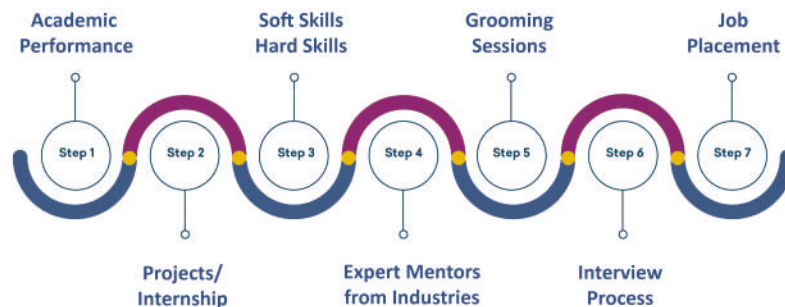 Academic
Performance
Soft Skills
Hard Skills
Grooming
Sessions
Job
Placement
Step 1
Step 2
Step 3
Step 4
Step 5
Step 6
Step 7
Projects/
Internship
Expert Mentors
from Industries
Interview
Process